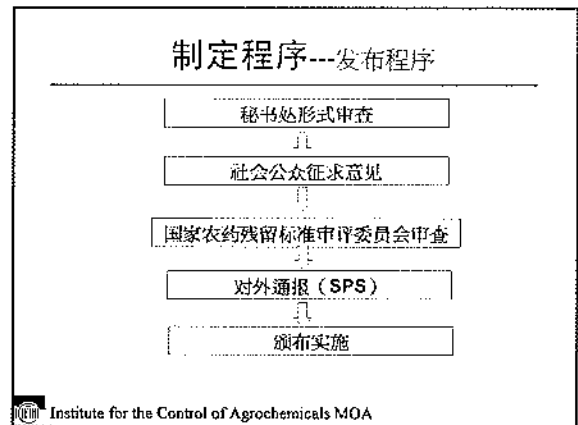 制定程序---发布程序
秘书处形式审查
社会公众征求意见
国家农药残留标准审评委员会审查
对外通报（SPS）
颁布实施
Institute for the Control of Agrochemicals MOA